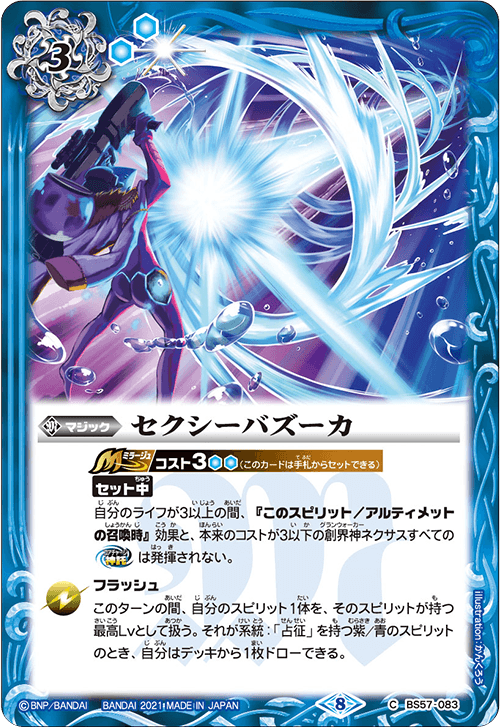 3
マジック セクシーバズーカ
ミラージュ コスト3 (このカードは手札からセットできる)
セット中
自分のライフが3以上の間、『このスピリット/アルティメット
の召喚時』効果と、本来のコストが3以下の創界神ネクサスすべての
神託 は発揮されない。
フラッシュ
このターンの間、自分のスピリット1体を、そのスピリットが持つ
最高Lvとして扱う。それが系統:「占征」を持つ紫/青のスピリット
のとき、自分はデッキから1枚ドローできる。
illustration:かんくろう
©BNP/BANDAI BANDAI 2021 MADE IN JAPAN 8 C BS57-083